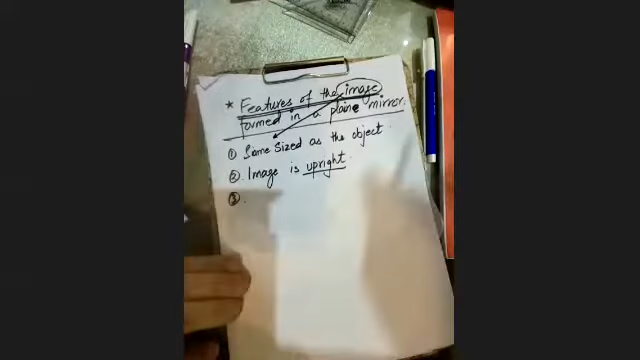 * Features of the image
formed in a plane mirror.
① Same sized as the object
② Image is upright.
③.